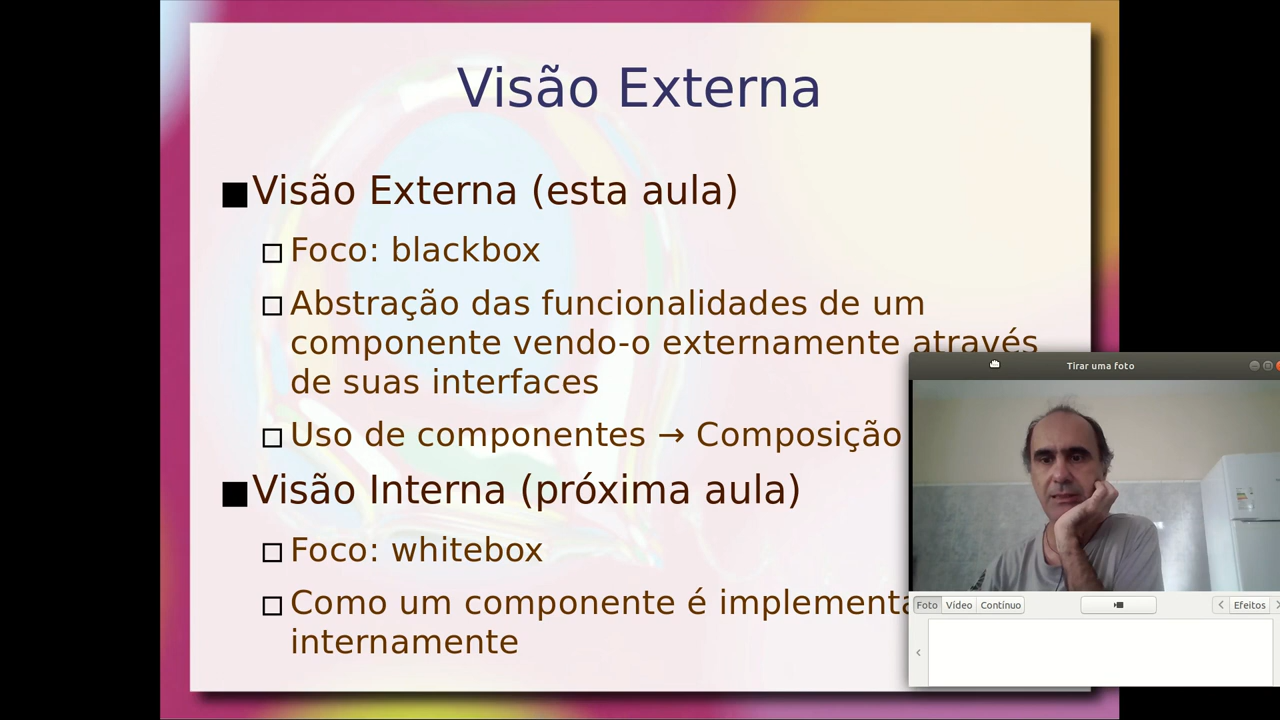 Visão Externa
Visão Externa (esta aula)
Foco: blackbox
Abstração das funcionalidades de um
componente vendo-o externamente através
de suas interfaces
Uso de componentes → Composição
Visão Interna (próxima aula)
Foco: whitebox
Como um componente é implementa
internamente
Tirar uma foto
Foto Vídeo Contínuo
Efeitos